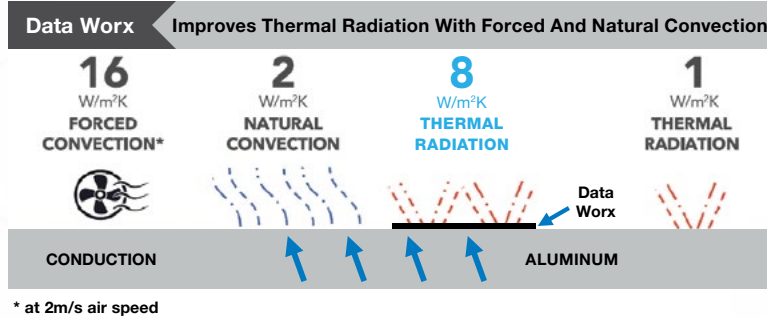 Data Worx
Improves Thermal Radiation With Forced And Natural Convection
16
W/m²K
FORCED
CONVECTION*
2
W/m²K
NATURAL
CONVECTION
8
W/m²K
THERMAL
RADIATION
1
W/m²K
THERMAL
RADIATION
Data
Worx
CONDUCTION
ALUMINUM
* at 2m/s air speed